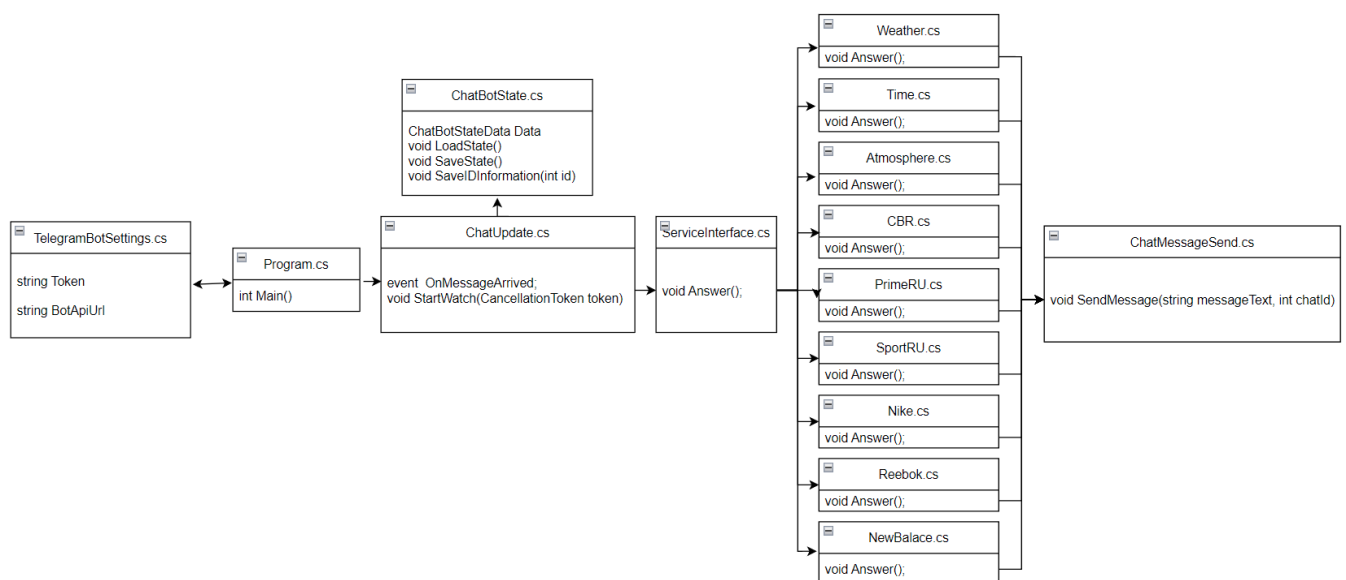 TelegramBotSettings.cs
string Token
string BotApiUrl
Program.cs
int Main()
ChatBotState.cs
ChatBotStateData Data
void LoadState()
void SaveState()
void SaveIDInformation(int id)
ChatUpdate.cs
event OnMessageArrived;
void StartWatch(CancellationToken token)
ServiceInterface.cs
void Answer();
Weather.cs
void Answer();
Time.cs
void Answer();
Atmosphere.cs
void Answer();
CBR.cs
void Answer();
PrimeRU.cs
void Answer();
SportRU.cs
void Answer();
Nike.cs
void Answer();
Reebok.cs
void Answer();
NewBalace.cs
void Answer();
ChatMessageSend.cs
void SendMessage(string messageText, int chatId)